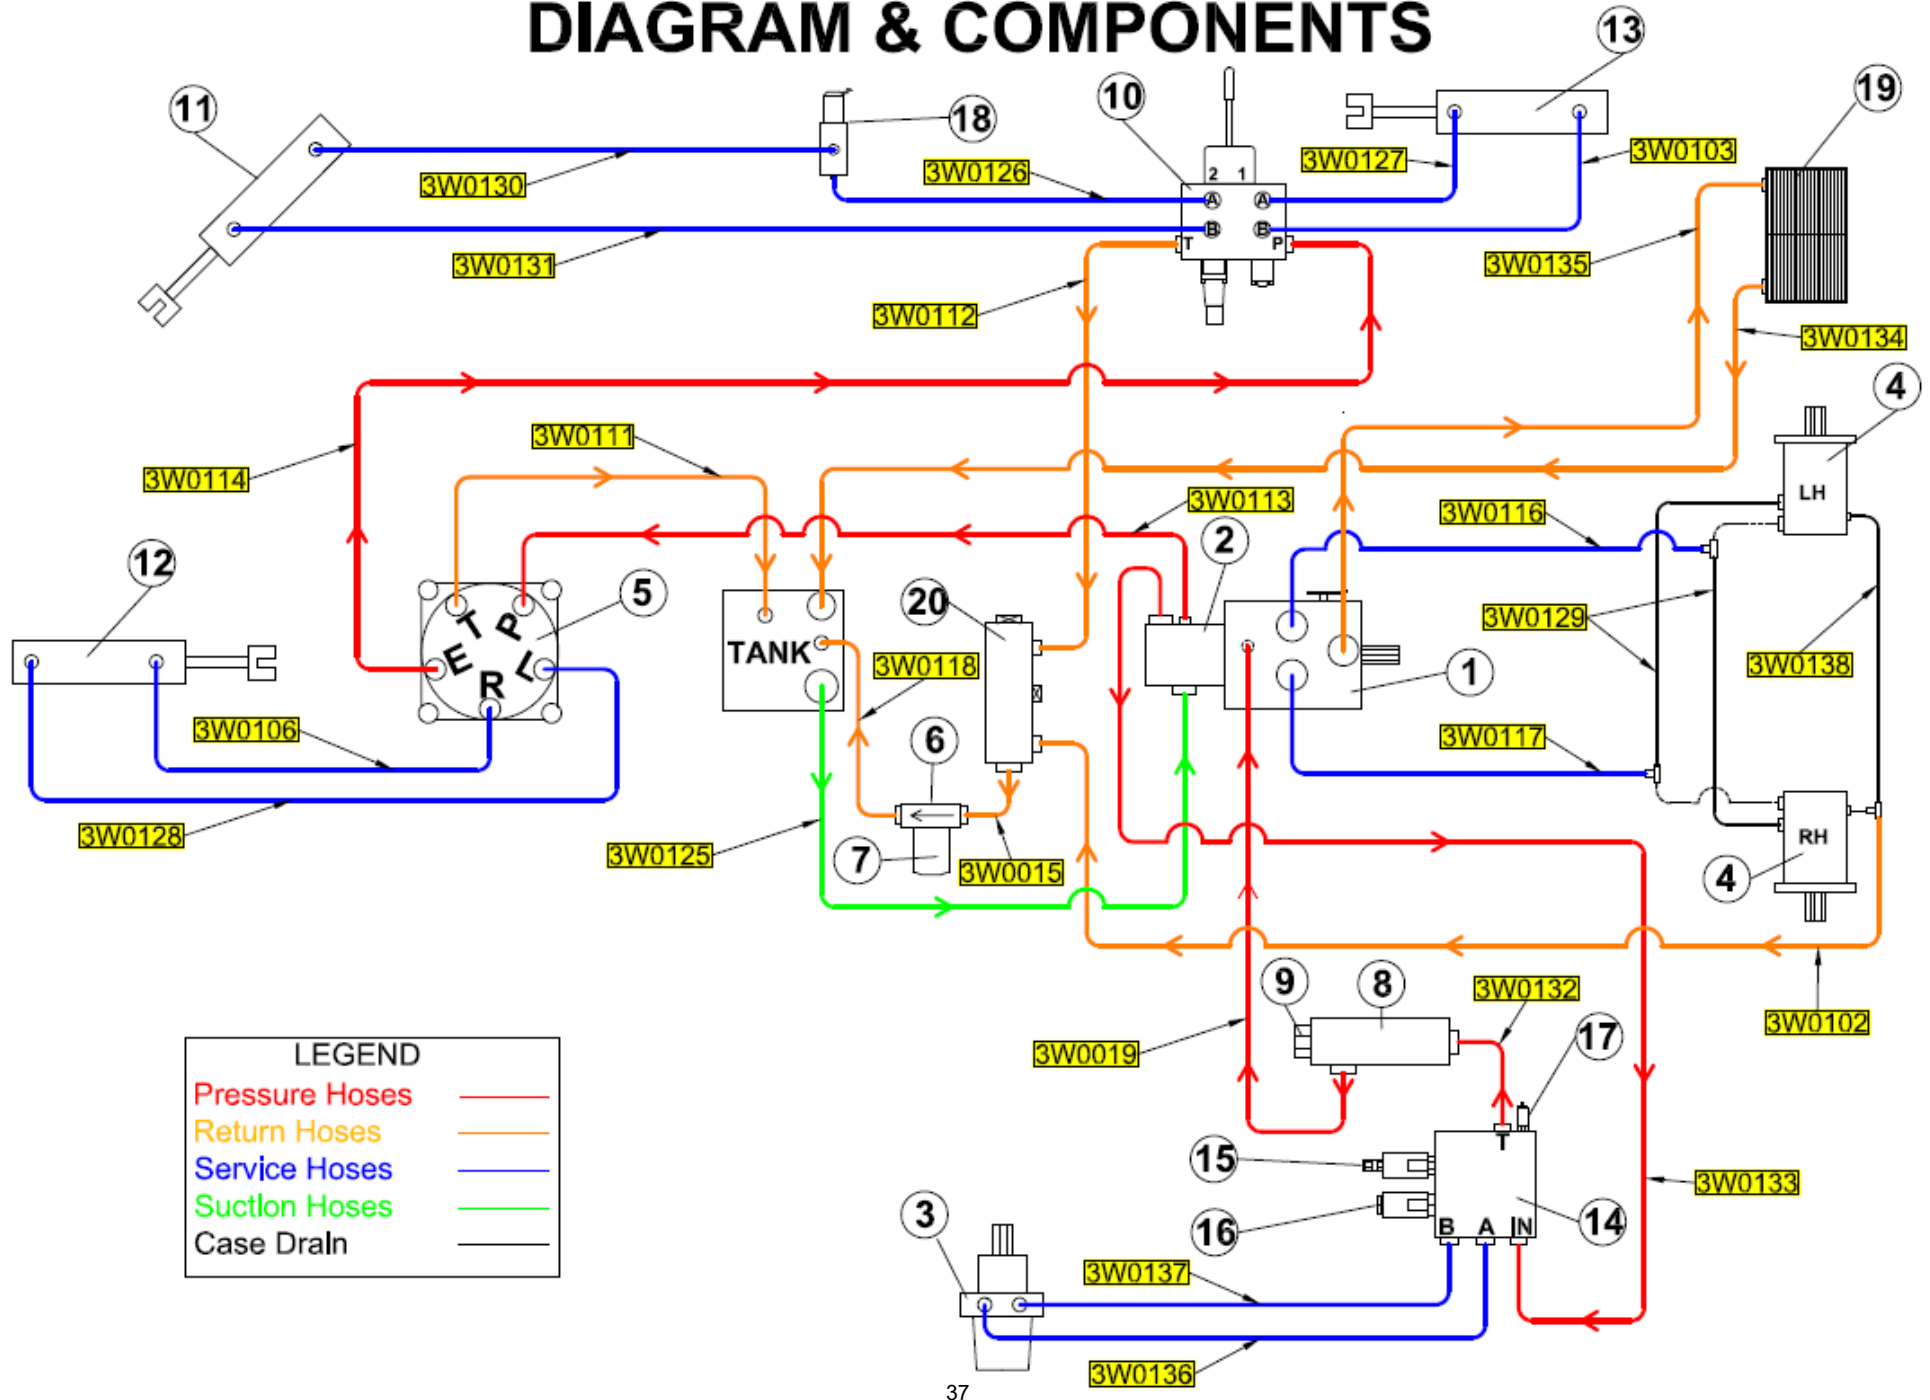 DIAGRAM & COMPONENTS
13
10
19
11
18
3W0127
3W0103
3W0126
3W0130
2 1
A A
B B
T P
3W0131
3W0135
3W0112
3W0134
4
3W0111
3W0114
LH
3W0113
3W0116
2
12
5
20
T P
E L
R
TANK
3W0118
3W0129
3W0138
1
3W0106
6
3W0117
3W0128
3W0125
7
3W0015
RH
4
9
8
3W0132
3W0102
3W0019
17
LEGEND
Pressure Hoses
Return Hoses
Service Hoses
Suction Hoses
Case Drain
T
15
3W0133
3
16
B A IN
14
3W0137
3W0136
37